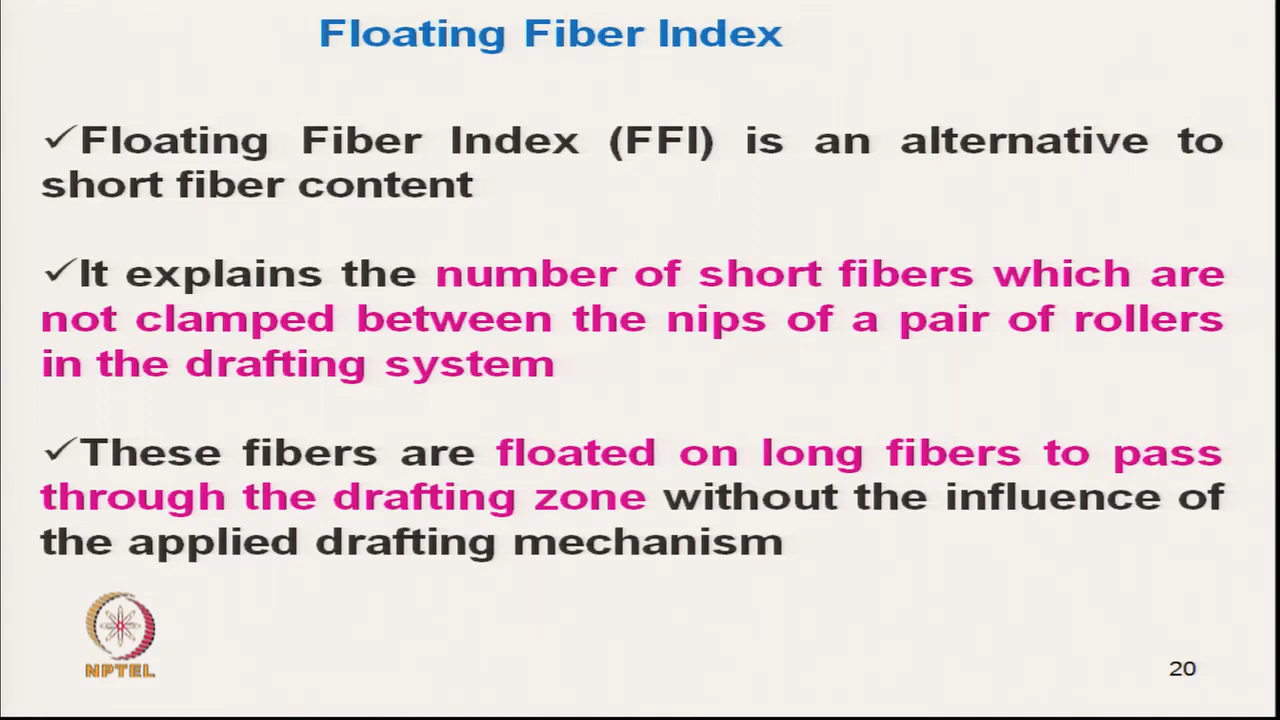 Floating Fiber Index
✓Floating Fiber Index (FFI) is an alternative to
short fiber content
✓It explains the number of short fibers which are
not clamped between the nips of a pair of rollers
in the drafting system
✓These fibers are floated on long fibers to pass
through the drafting zone without the influence of
the applied drafting mechanism
NPTEL
20